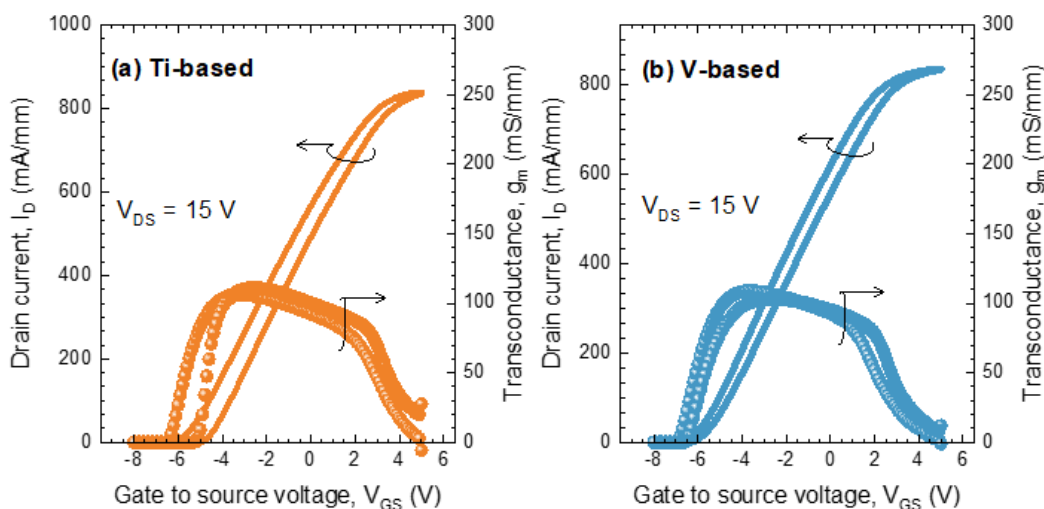 1000
800
600
400
200
0
Drain current, I_D (mA/mm)
(a) Ti-based
V_DS = 15 V
300
250
200
150
100
50
0
Transconductance, g_m (mS/mm)
-8 -6 -4 -2 0 2 4 6
Gate to source voltage, V_GS (V)
800
600
400
200
0
Drain current, I_D (mA/mm)
(b) V-based
V_DS = 15 V
300
250
200
150
100
50
0
Transconductance, g_m (mS/mm)
-8 -6 -4 -2 0 2 4 6
Gate to source voltage, V_GS (V)